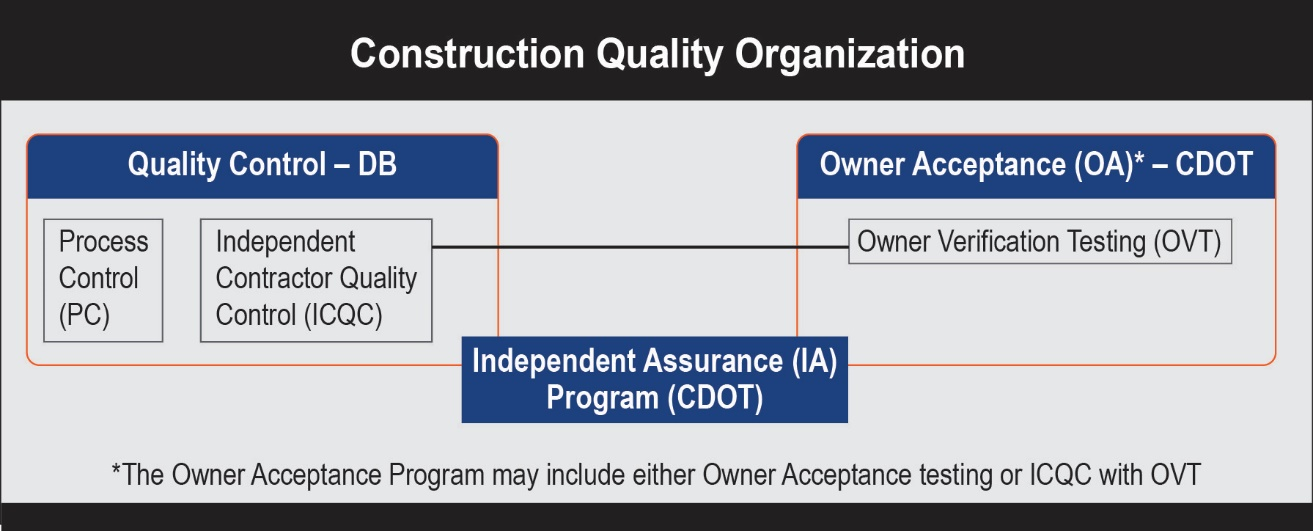 Construction Quality Organization
Quality Control – DB
Process
Control
(PC)
Independent
Contractor Quality
Control (ICQC)
Owner Acceptance (OA)* – CDOT
Owner Verification Testing (OVT)
Independent Assurance (IA)
Program (CDOT)
*The Owner Acceptance Program may include either Owner Acceptance testing or ICQC with OVT